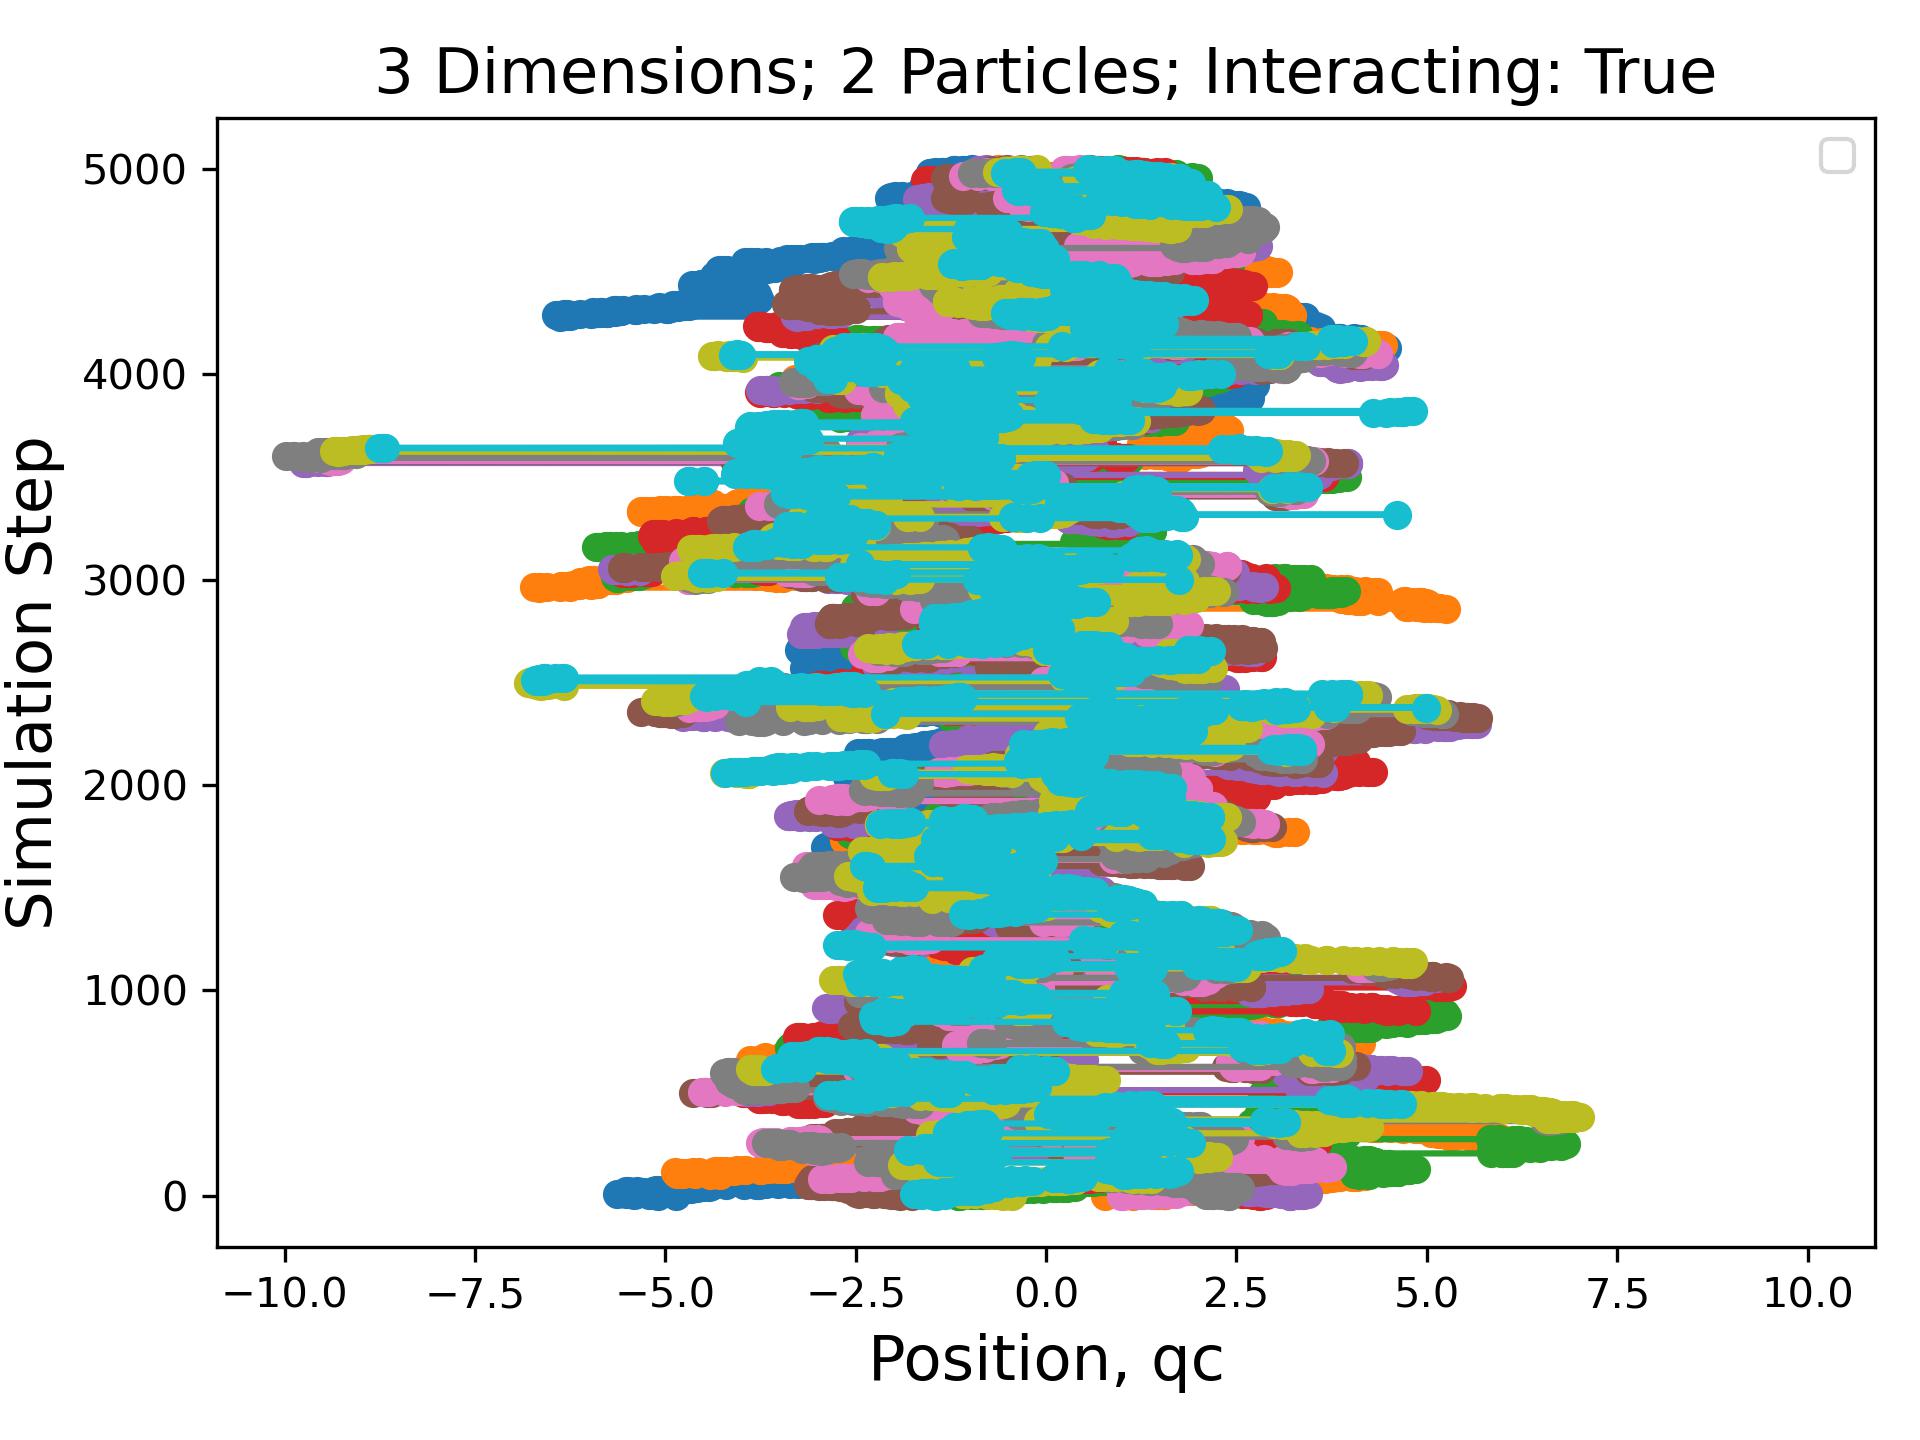 3 Dimensions; 2 Particles; Interacting: True
Simulation Step
5000
4000
3000
2000
1000
0
−10.0 −7.5 −5.0 −2.5 0.0 2.5 5.0 7.5 10.0
Position, qc